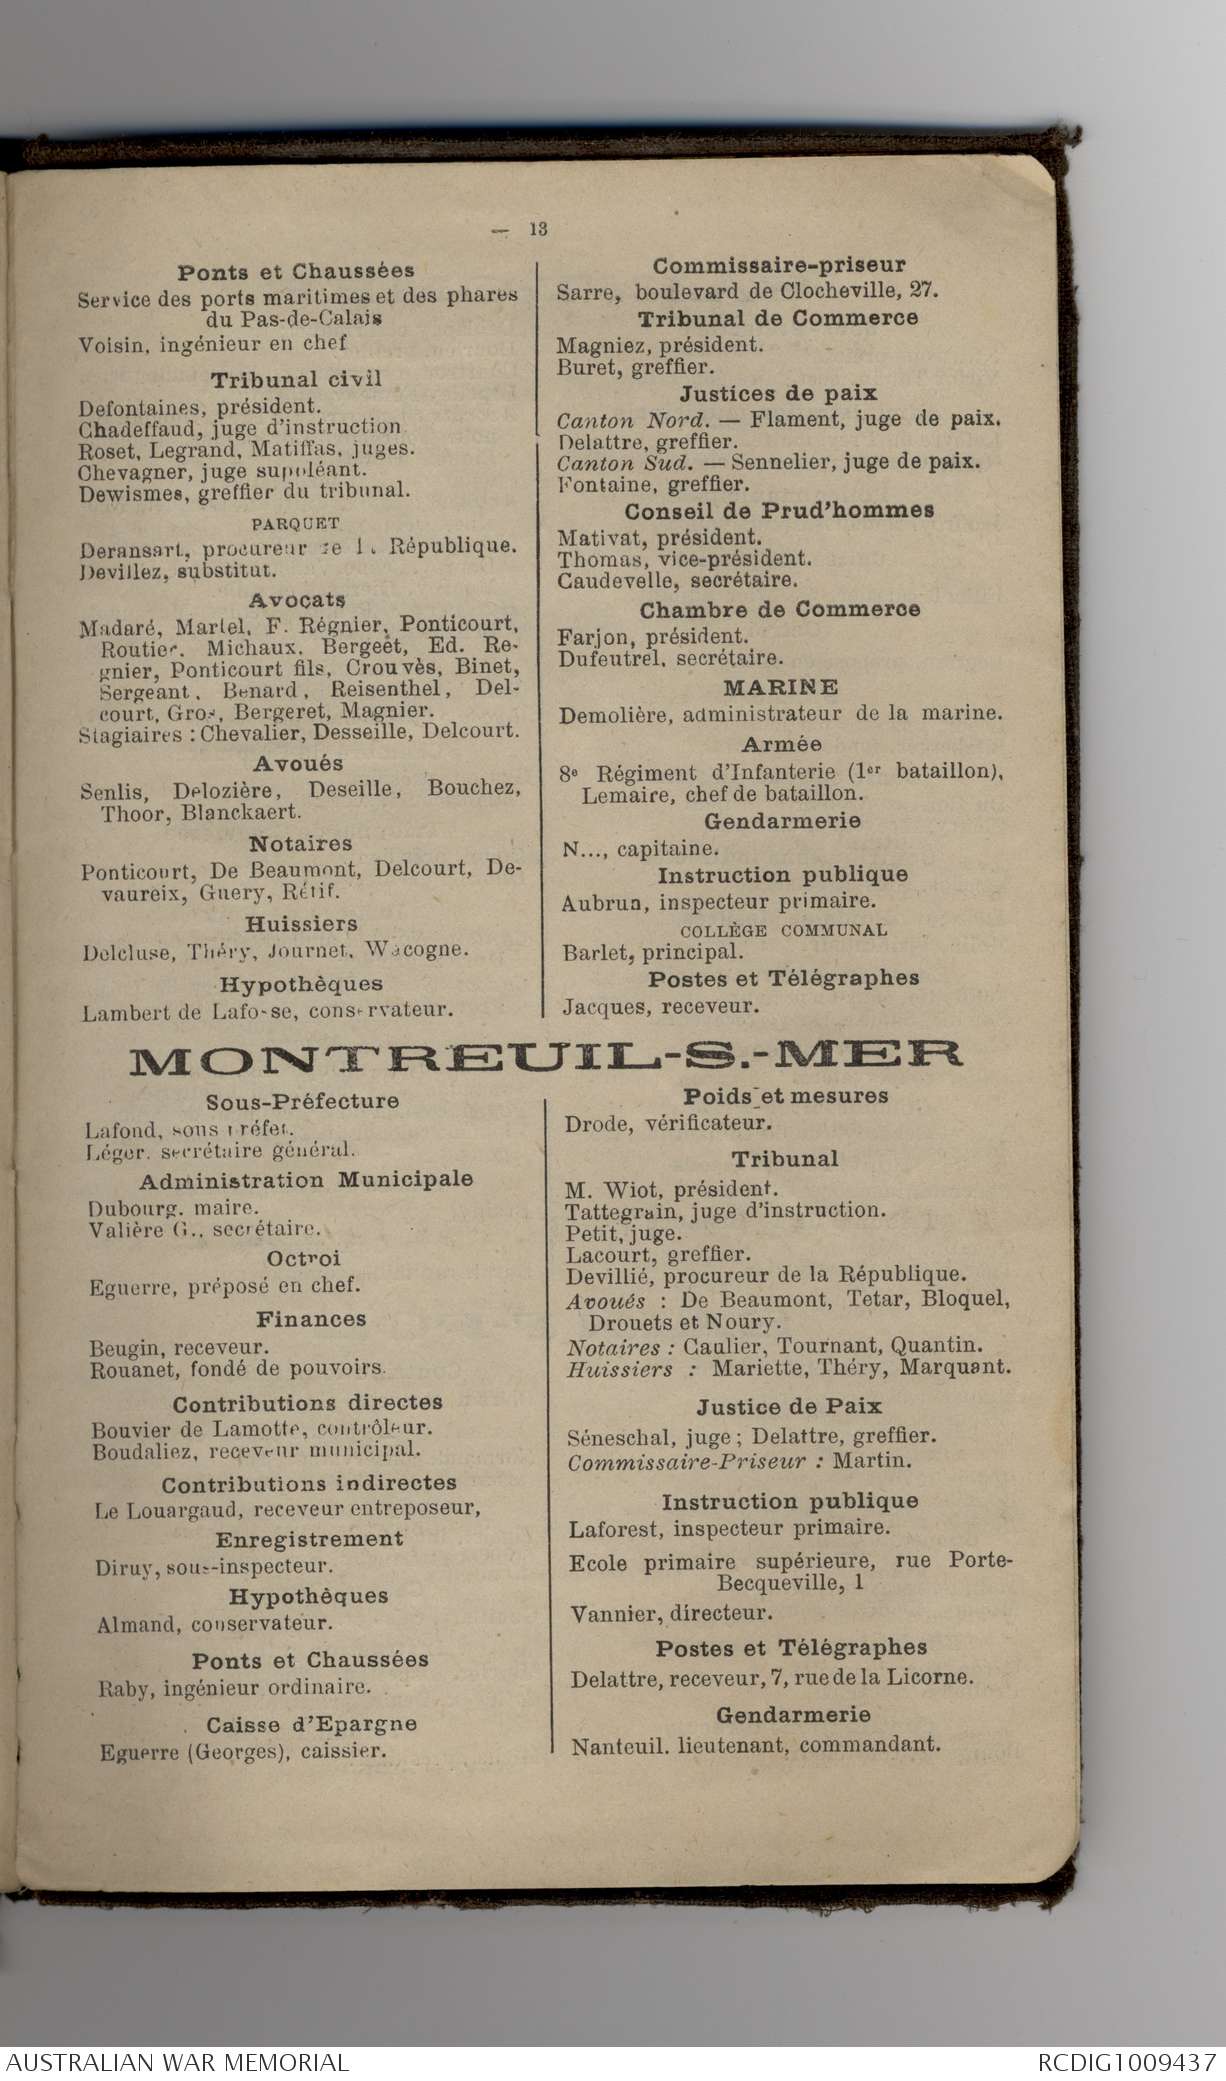 — 13
Ponts et Chaussées
Service des ports maritimes et des phares
du Pas-de-Calais
Voisin, ingénieur en chef
Tribunal civil
Defontaines, président.
Chadeffaud, juge d'instruction
Roset, Legrand, Matiffas, juges.
Chevagner, juge suppléant.
Dewismes, greffier du tribunal.
PARQUET
Deransart, procureur de la République.
Devillez, substitut.
Avocats
Madaré, Martel, F. Régnier, Ponticourt,
Routier. Michaux, Bergeët, Ed. Re-
gnier, Ponticourt fils, Crouvès, Binet,
Sergeant, Benard, Reisenthel, Del-
court, Gros, Bergeret, Magnier.
Stagiaires : Chevalier, Desseille, Delcourt.
Avoués
Senlis, Delozière, Deseille, Bouchez,
Thoor, Blanckaert.
Notaires
Ponticourt, De Beaumont, Delcourt, De-
vaureix, Guery, Rétif.
Huissiers
Delcluse, Théry, Journet, Wacogne.
Hypothèques
Lambert de Lafosse, conservateur.
Commissaire-priseur
Sarre, boulevard de Clocheville, 27.
Tribunal de Commerce
Magniez, président.
Buret, greffier.
Justices de paix
Canton Nord. — Flament, juge de paix.
Delattre, greffier.
Canton Sud. — Sennelier, juge de paix.
Fontaine, greffier.
Conseil de Prud'hommes
Mativat, président.
Thomas, vice-président.
Caudevelle, secrétaire.
Chambre de Commerce
Farjon, président.
Dufeutrel, secrétaire.
MARINE
Demolière, administrateur de la marine.
Armée
8e Régiment d'Infanterie (1er bataillon),
Lemaire, chef de bataillon.
Gendarmerie
N..., capitaine.
Instruction publique
Aubrun, inspecteur primaire.
COLLÈGE COMMUNAL
Barlet, principal.
Postes et Télégraphes
Jacques, receveur.
MONTREUIL-S.-MER
Sous-Préfecture
Lafond, sous préfet.
Léger, secrétaire général.
Administration Municipale
Dubourg, maire.
Valière G., secrétaire.
Octroi
Eguerre, préposé en chef.
Finances
Beugin, receveur.
Rouanet, fondé de pouvoirs.
Contributions directes
Bouvier de Lamotte, contrôleur.
Boudaliez, receveur municipal.
Contributions indirectes
Le Louargaud, receveur entreposeur,
Enregistrement
Diruy, sous-inspecteur.
Hypothèques
Almand, conservateur.
Ponts et Chaussées
Raby, ingénieur ordinaire.
Caisse d'Epargne
Eguerre (Georges), caissier.
Poids et mesures
Drode, vérificateur.
Tribunal
M. Wiot, président.
Tattegrain, juge d'instruction.
Petit, juge.
Lacourt, greffier.
Devillié, procureur de la République.
Avoués : De Beaumont, Tetar, Bloquel,
Drouets et Noury.
Notaires : Caulier, Tournant, Quantin.
Huissiers : Mariette, Théry, Marquant.
Justice de Paix
Séneschal, juge ; Delattre, greffier.
Commissaire-Priseur : Martin.
Instruction publique
Laforest, inspecteur primaire.
Ecole primaire supérieure, rue Porte-
Becqueville, 1
Vannier, directeur.
Postes et Télégraphes
Delattre, receveur, 7, rue de la Licorne.
Gendarmerie
Nanteuil, lieutenant, commandant.
AUSTRALIAN WAR MEMORIAL
RCDIG1009437